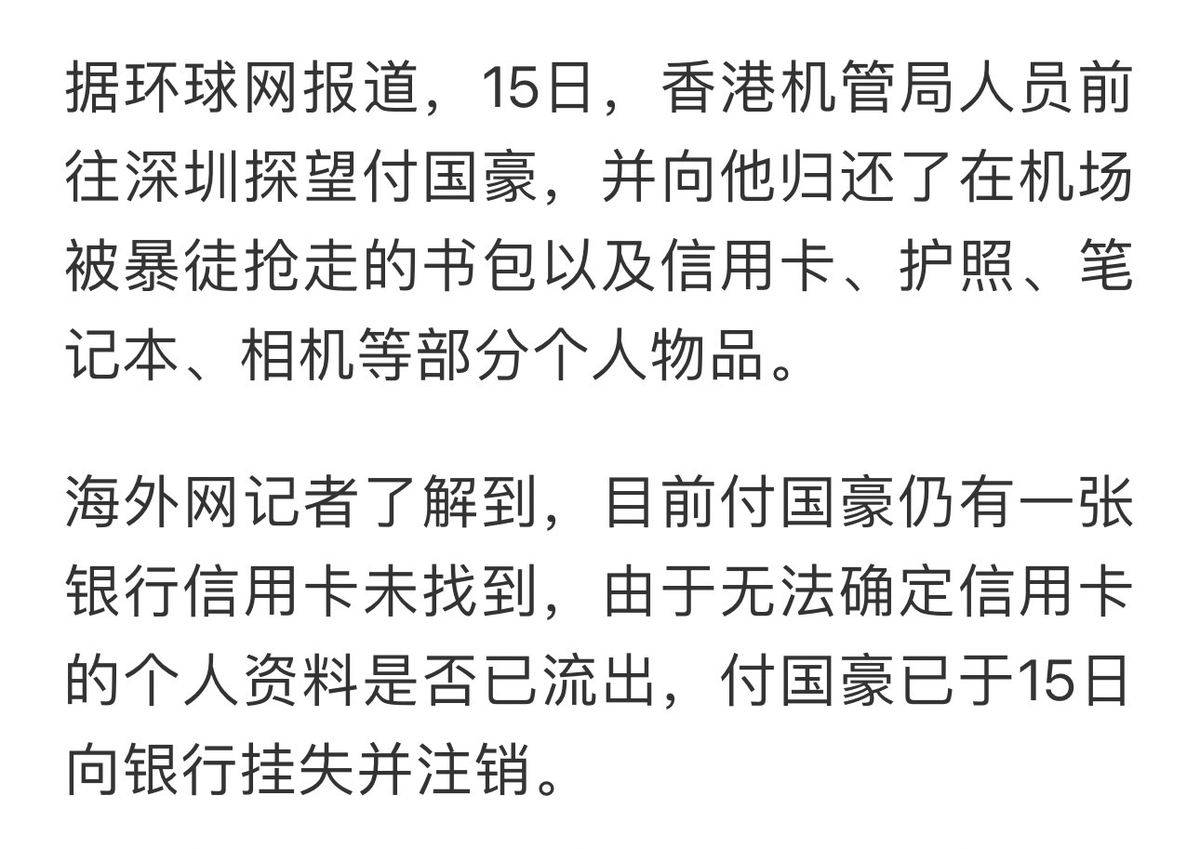 据环球网报道，15日，香港机管局人员前
往深圳探望付国豪，并向他归还了在机场
被暴徒抢走的书包以及信用卡、护照、笔
记本、相机等部分个人物品。
海外网记者了解到，目前付国豪仍有一张
银行信用卡未找到，由于无法确定信用卡
的个人资料是否已流出，付国豪已于15日
向银行挂失并注销。